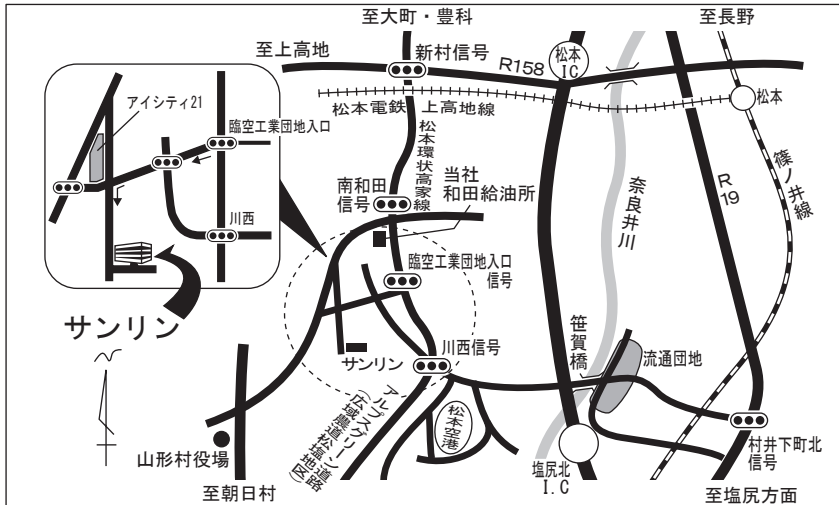 至大町・豊科
至長野
至上高地
新村信号
R158
松本
IC
松本電鉄 上高地線
松本
アイシティ21
臨空工業団地入口
川西
サンリン
松本環状高家線
南和田
信号
当社
和田給油所
奈良井川
R19
篠ノ井線
臨空工業団地入口
信号
サンリン
川西信号
笹賀橋
流通団地
アルプスグリーン道路
(広域農道松塩地区)
松本空港
山形村役場
至朝日村
塩尻北
I.C
村井下町北
信号
至塩尻方面